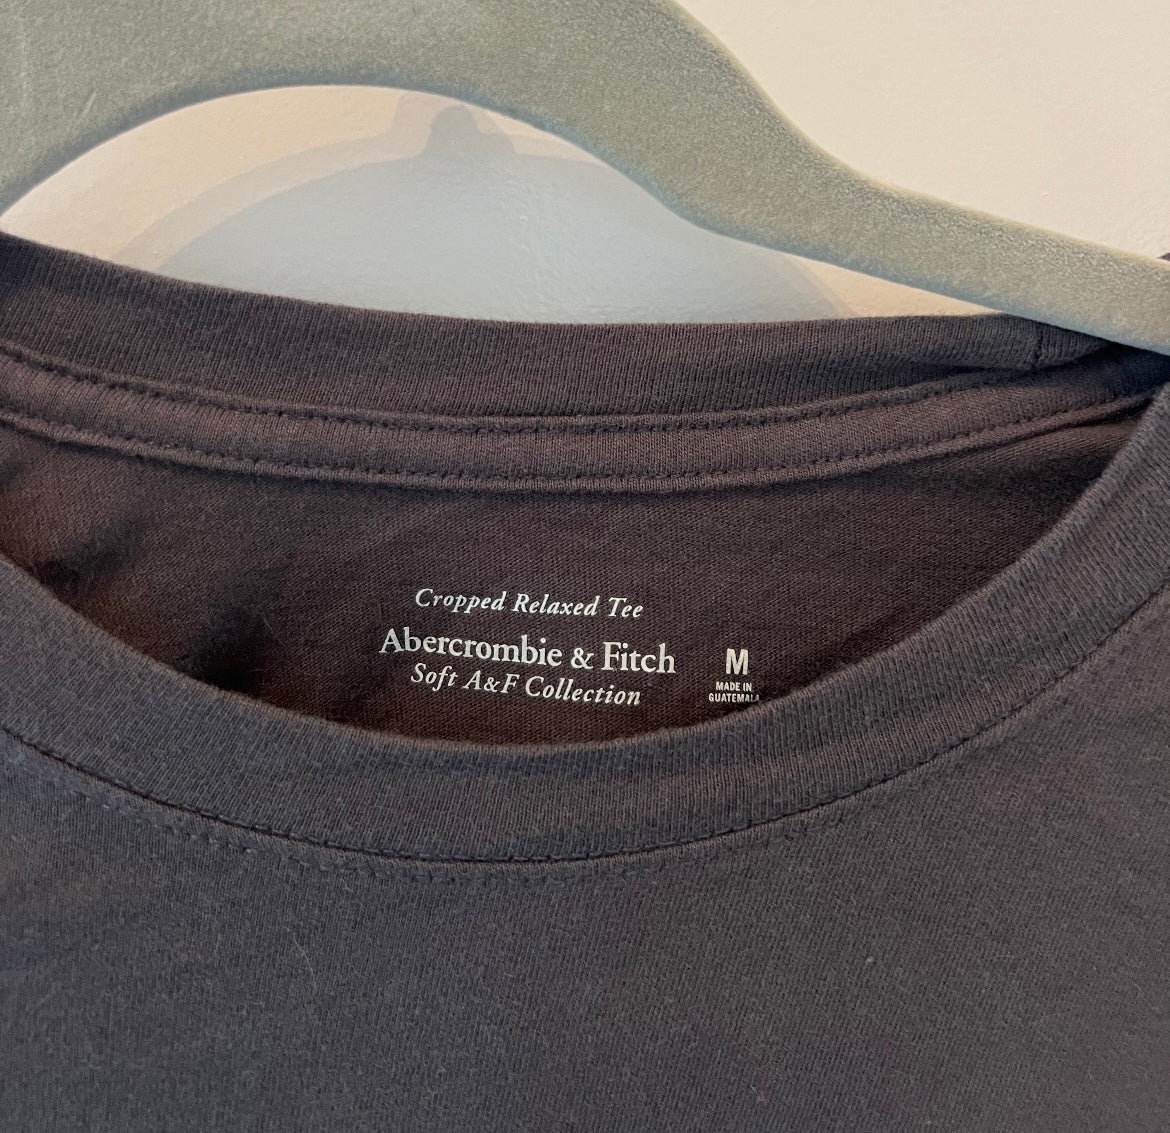 Cropped Relaxed Tee
Abercrombie & Fitch
Soft A&F Collection
M
MADE IN
GUATEMALA